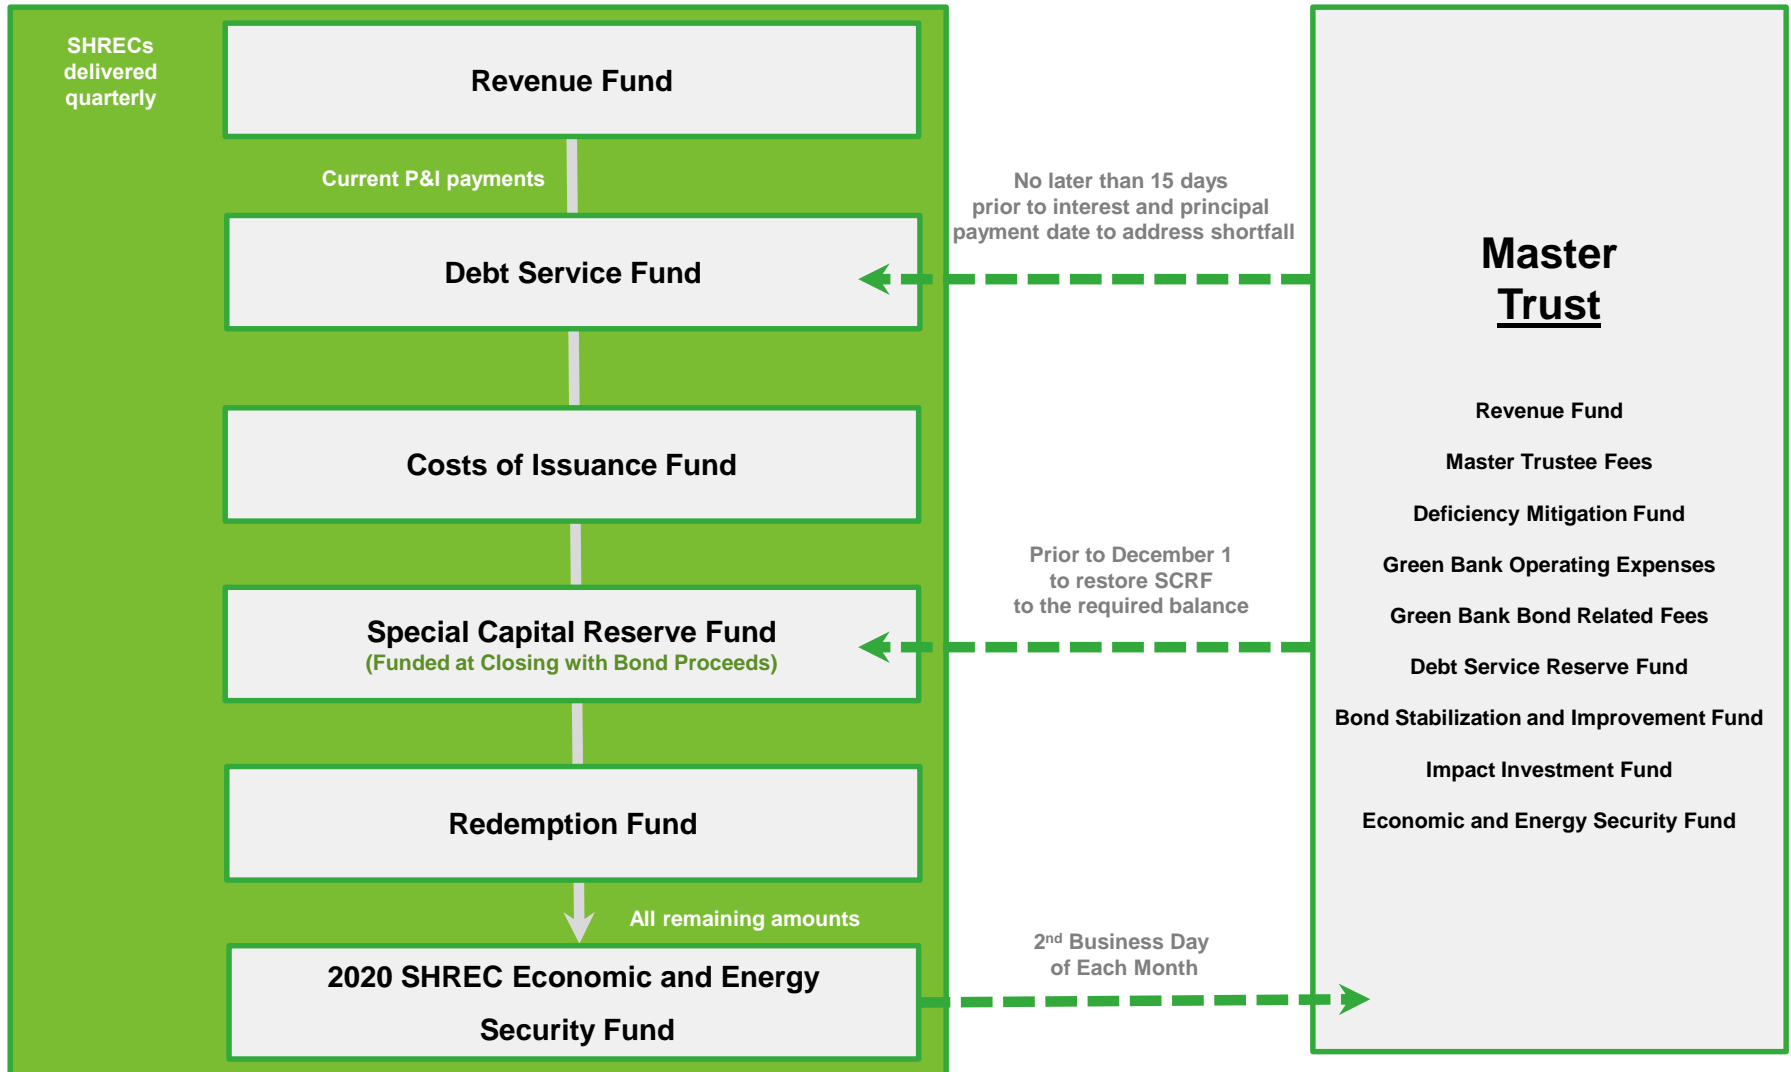 SHRECs
delivered
quarterly
Revenue Fund
Current P&I payments
Debt Service Fund
Costs of Issuance Fund
Special Capital Reserve Fund
(Funded at Closing with Bond Proceeds)
Redemption Fund
All remaining amounts
2020 SHREC Economic and Energy
Security Fund
No later than 15 days
prior to interest and principal
payment date to address shortfall
Prior to December 1
to restore SCRF
to the required balance
2nd Business Day
of Each Month
Master
Trust
Revenue Fund
Master Trustee Fees
Deficiency Mitigation Fund
Green Bank Operating Expenses
Green Bank Bond Related Fees
Debt Service Reserve Fund
Bond Stabilization and Improvement Fund
Impact Investment Fund
Economic and Energy Security Fund